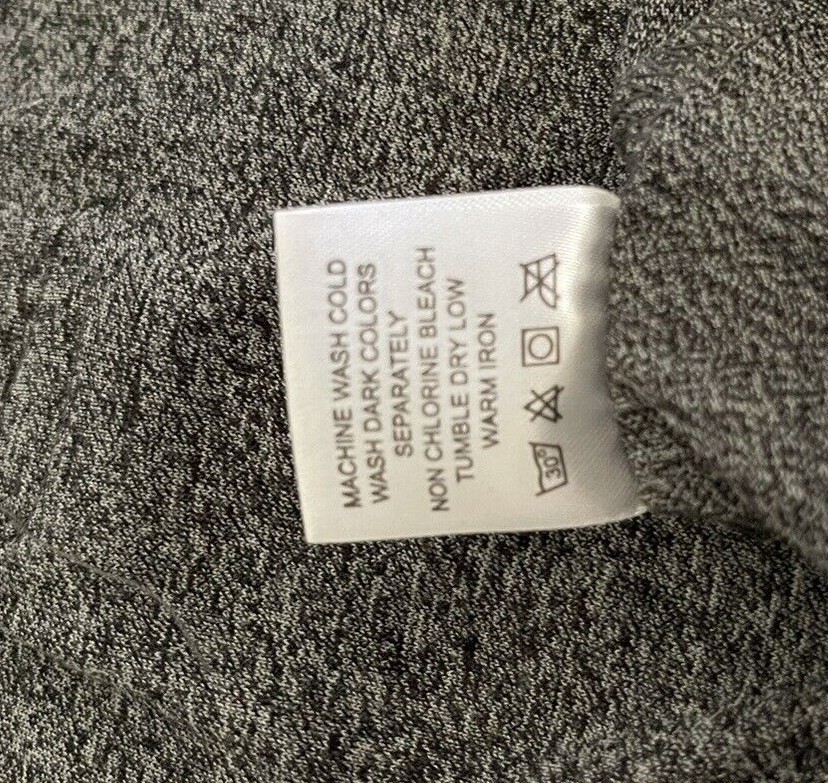 MACHINE WASH COLD
WASH DARK COLORS
SEPARATELY
NON CHLORINE BLEACH
TUMBLE DRY LOW
WARM IRON
30°